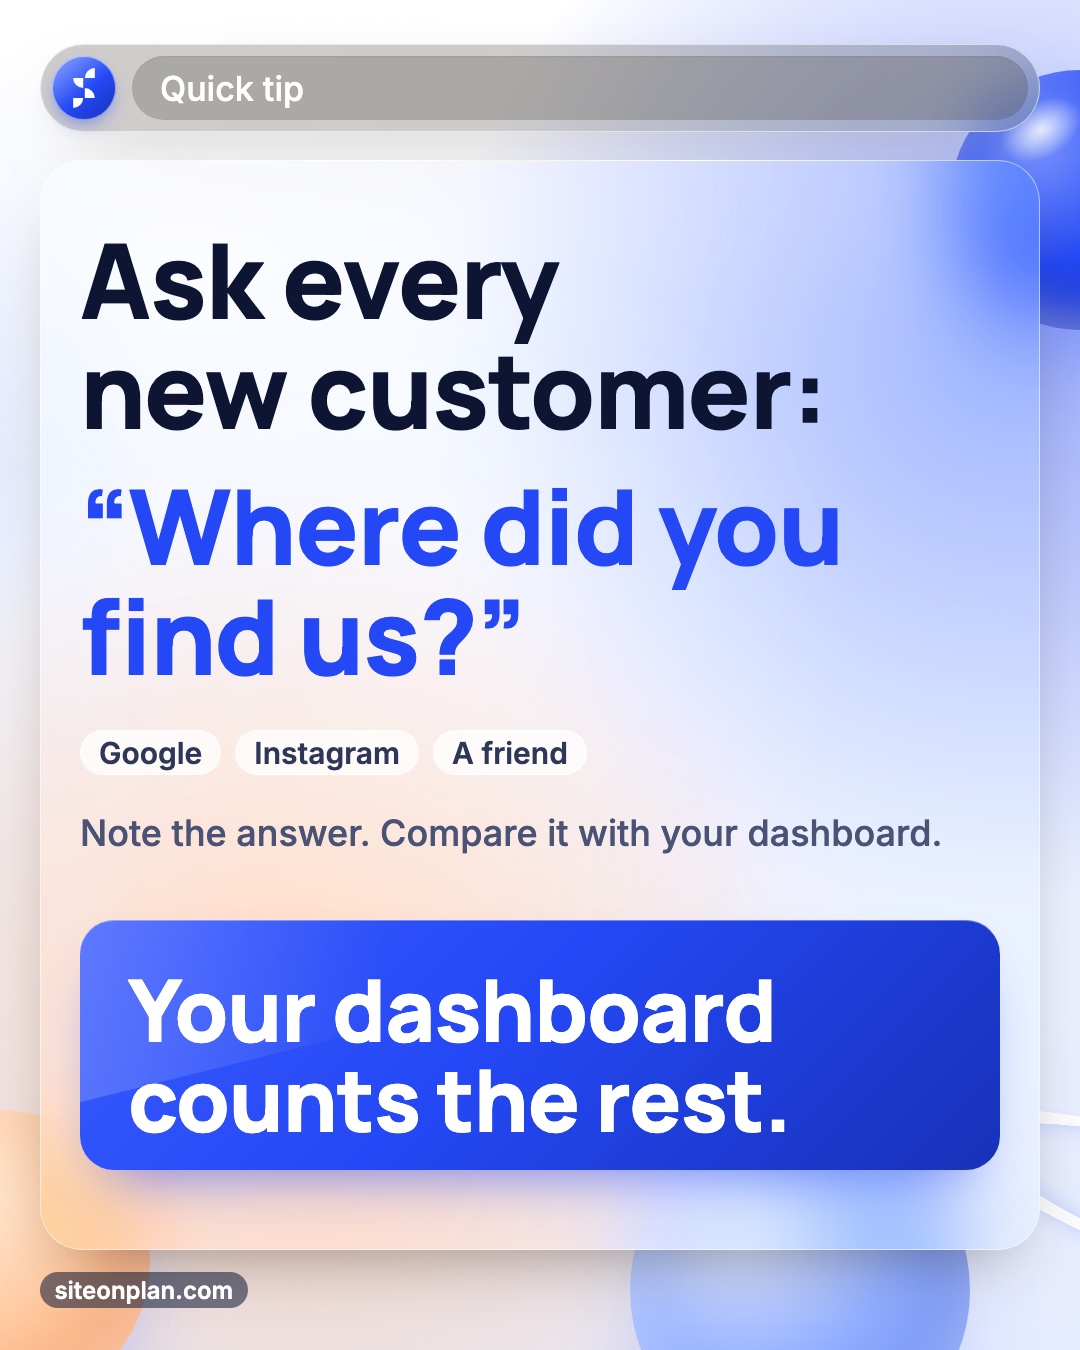 Quick tip
Ask every
new customer:
“Where did you
find us?”
Google
Instagram
A friend
Note the answer. Compare it with your dashboard.
Your dashboard
counts the rest.
siteonplan.com